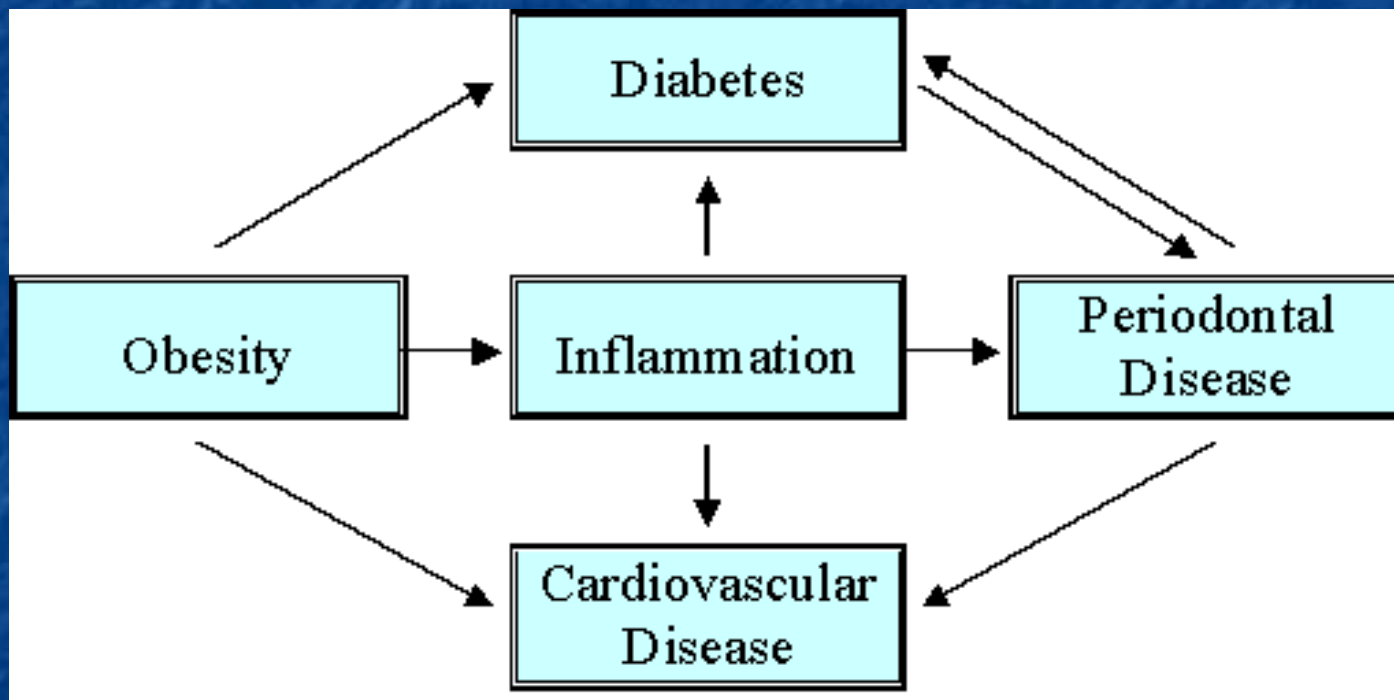 Diabetes
Obesity
Inflammation
Periodontal
Disease
Cardiovascular
Disease